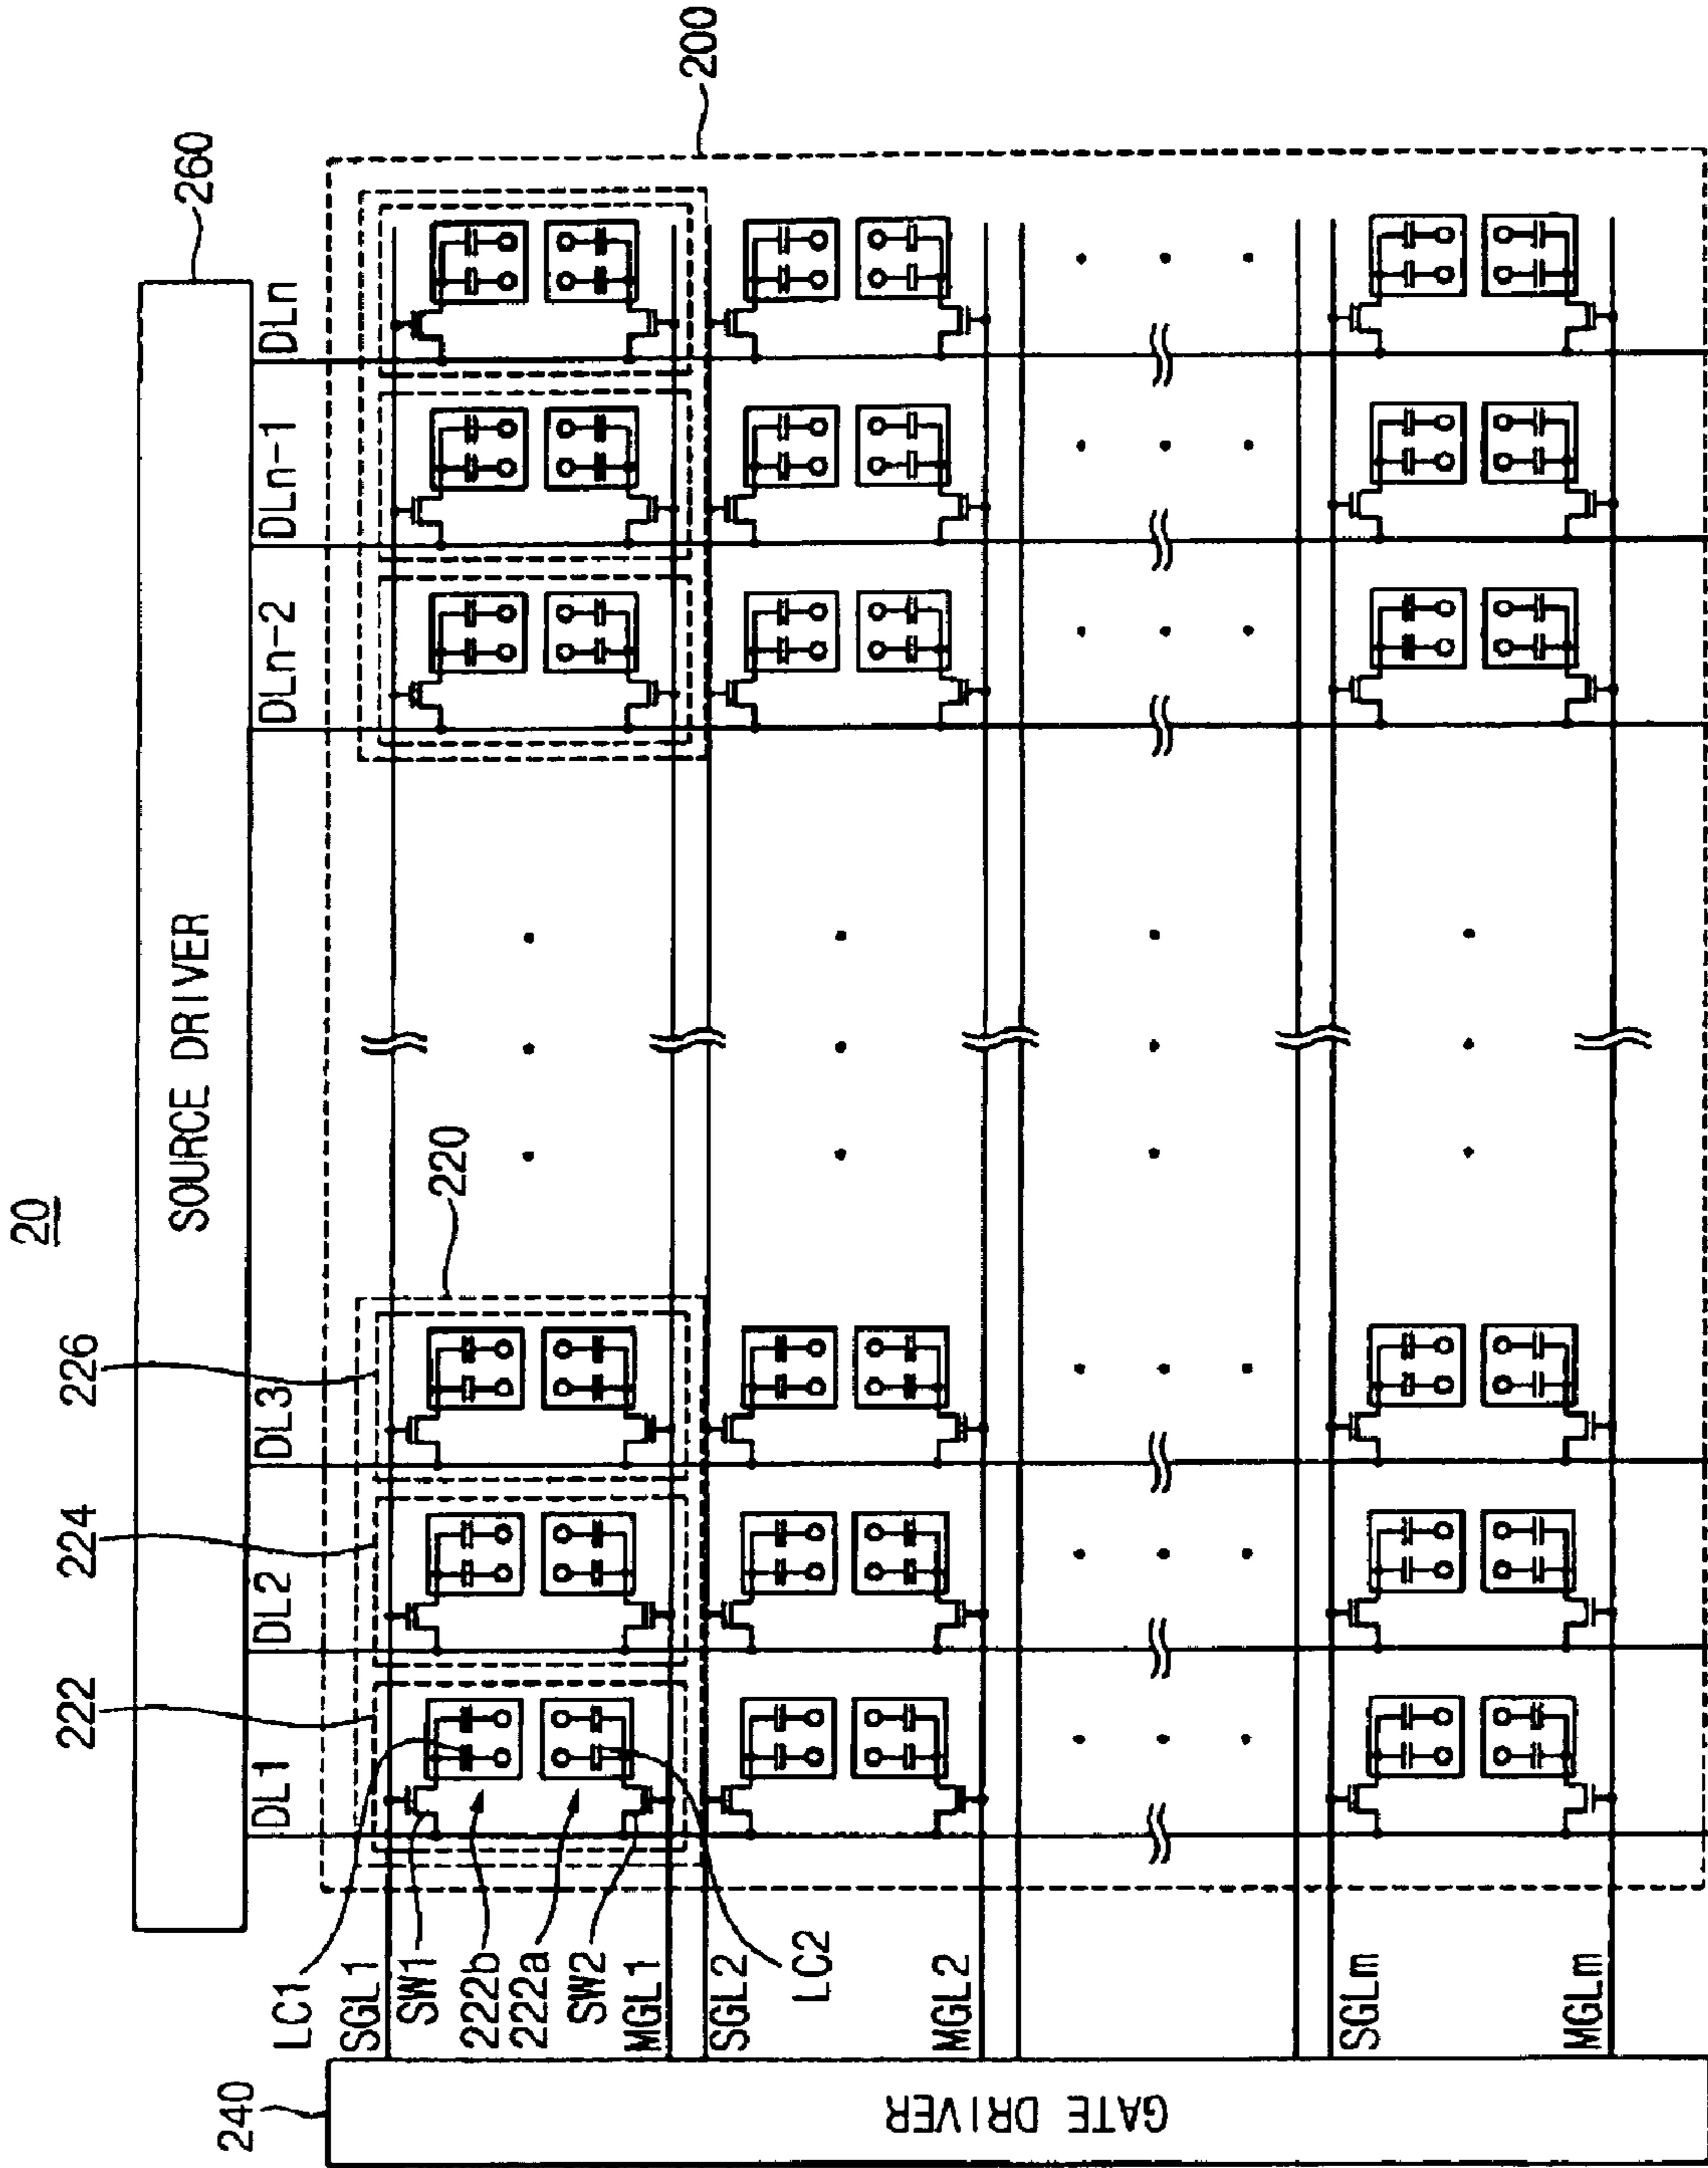 20
SOURCE DRIVER
260
DL1
DL2
DL3
DLn-2
DLn-1
DLn
222
224
226
220
200
LC1
SGL1
SW1
222b
222a
SW2
MGL1
SGL2
LC2
MGL2
SGLm
MGLm
240
GATE DRIVER